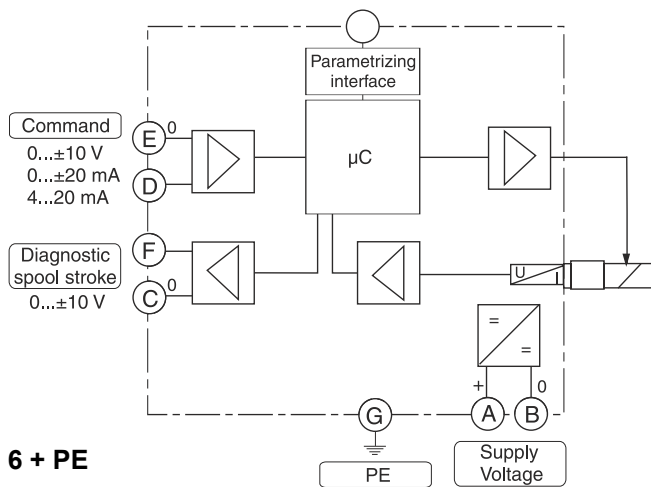 Parametrizing
interface
Command
E 0
0...±10 V
D
0...±20 mA
4...20 mA
µC
Diagnostic
spool stroke
F
C 0
0...±10 V
U
I
=
=
+
0
G
A
B
6 + PE
PE
Supply
Voltage